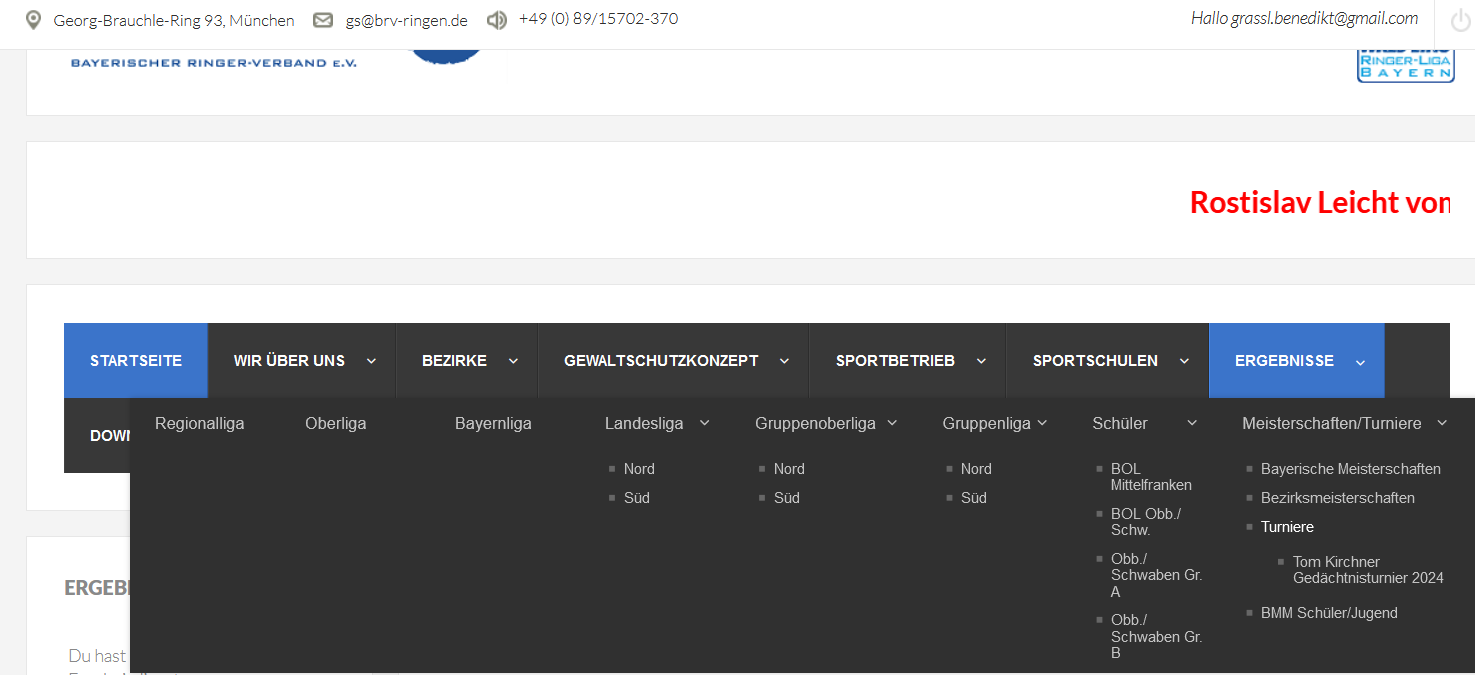 Georg-Brauchle-Ring 93, München gs@brv-ringen.de +49 (0) 89/15702-370 Hallo grassl.benedikt@gmail.com
BAYERISCHER RINGER-VERBAND E.V.
RINGER-LIGA
BAYERN
Rostislav Leicht von
STARTSEITE WIR ÜBER UNS BEZIRKE GEWALTSCHUTZKONZEPT SPORTBETRIEB SPORTSCHULEN ERGEBNISSE
DOWN
Regionalliga Oberliga Bayernliga Landesliga Gruppenoberliga Gruppenliga Schüler Meisterschaften/Turniere
Nord
Süd
Nord
Süd
Nord
Süd
BOL
Mittelfranken
BOL Obb./
Schw.
Obb./
Schwaben Gr.
A
Obb./
Schwaben Gr.
B
Bayerische Meisterschaften
Bezirksmeisterschaften
Turniere
Tom Kirchner
Gedächtnisturnier 2024
BMM Schüler/Jugend
ERGEB
Du hast